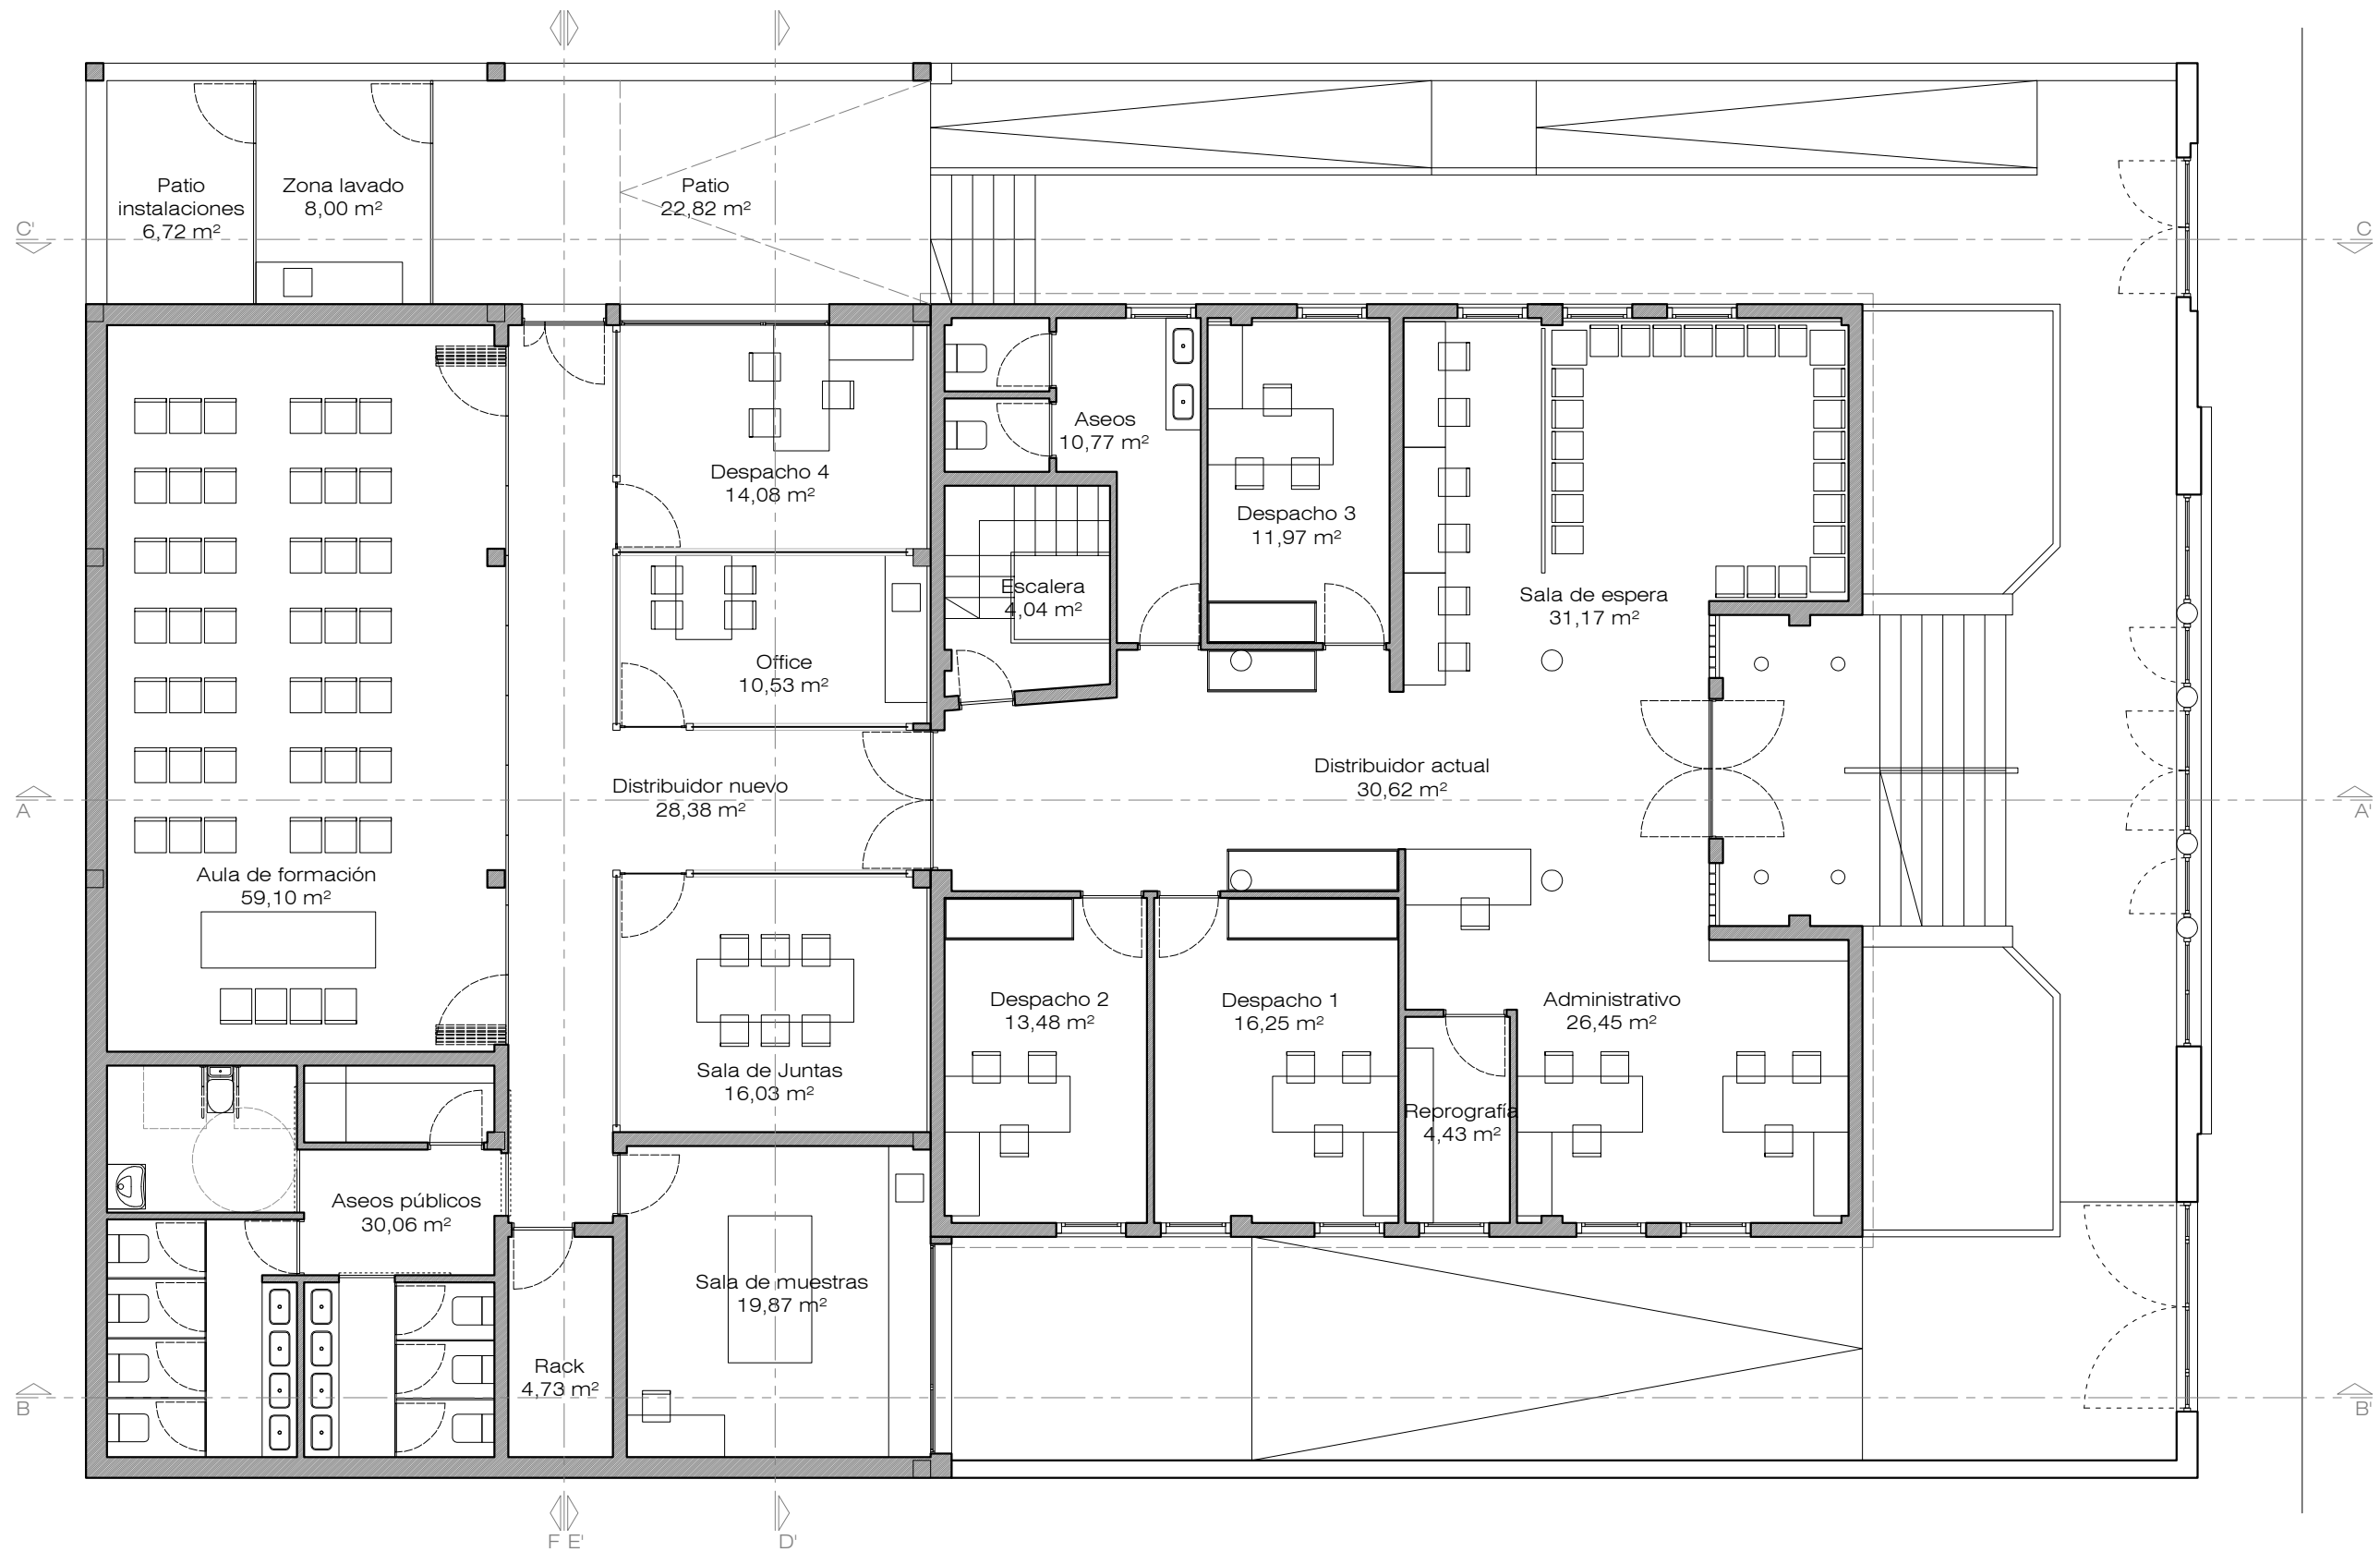 Patio
instalaciones
6,72 m²
Zona lavado
8,00 m²
Patio
22,82 m²
C'
C
Aseos
10,77 m²
Despacho 4
14,08 m²
Despacho 3
11,97 m²
Escalera
4,04 m²
Sala de espera
31,17 m²
Office
10,53 m²
Distribuidor nuevo
28,38 m²
Distribuidor actual
30,62 m²
A
A'
Aula de formación
59,10 m²
Despacho 2
13,48 m²
Despacho 1
16,25 m²
Administrativo
26,45 m²
Sala de Juntas
16,03 m²
Reprografía
4,43 m²
Aseos públicos
30,06 m²
Sala de muestras
19,87 m²
Rack
4,73 m²
B
B'
F E'
D'